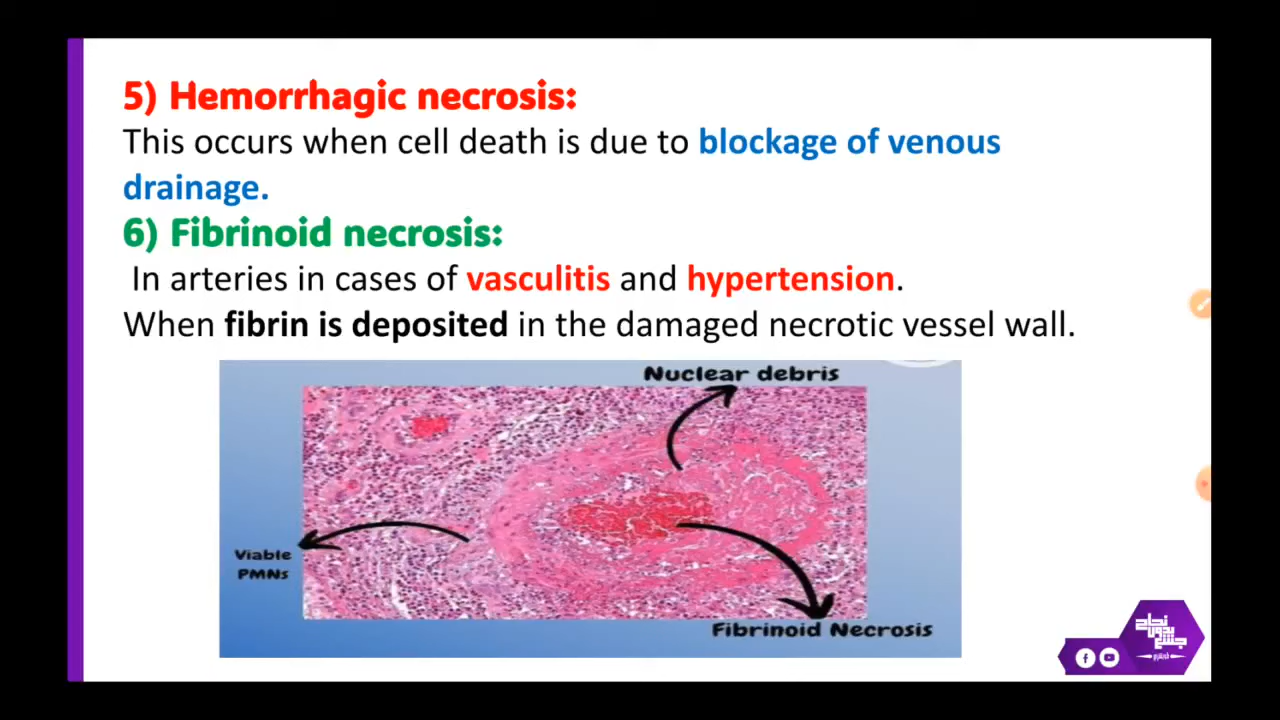 5) Hemorrhagic necrosis:
This occurs when cell death is due to blockage of venous
drainage.
6) Fibrinoid necrosis:
In arteries in cases of vasculitis and hypertension.
When fibrin is deposited in the damaged necrotic vessel wall.
Nuclear debris
Viable
PMNs
Fibrinoid Necrosis